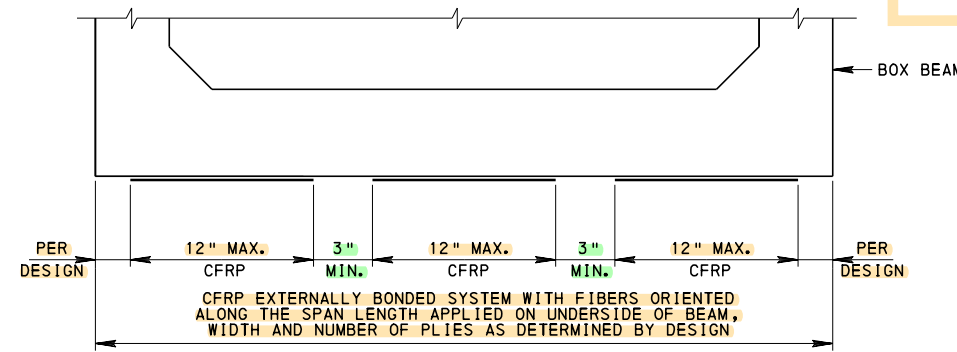 BOX BEAM
PER
DESIGN
12" MAX.
CFRP
3"
MIN.
12" MAX.
CFRP
3"
MIN.
12" MAX.
CFRP
PER
DESIGN
CFRP EXTERNALLY BONDED SYSTEM WITH FIBERS ORIENTED
ALONG THE SPAN LENGTH APPLIED ON UNDERSIDE OF BEAM,
WIDTH AND NUMBER OF PLIES AS DETERMINED BY DESIGN